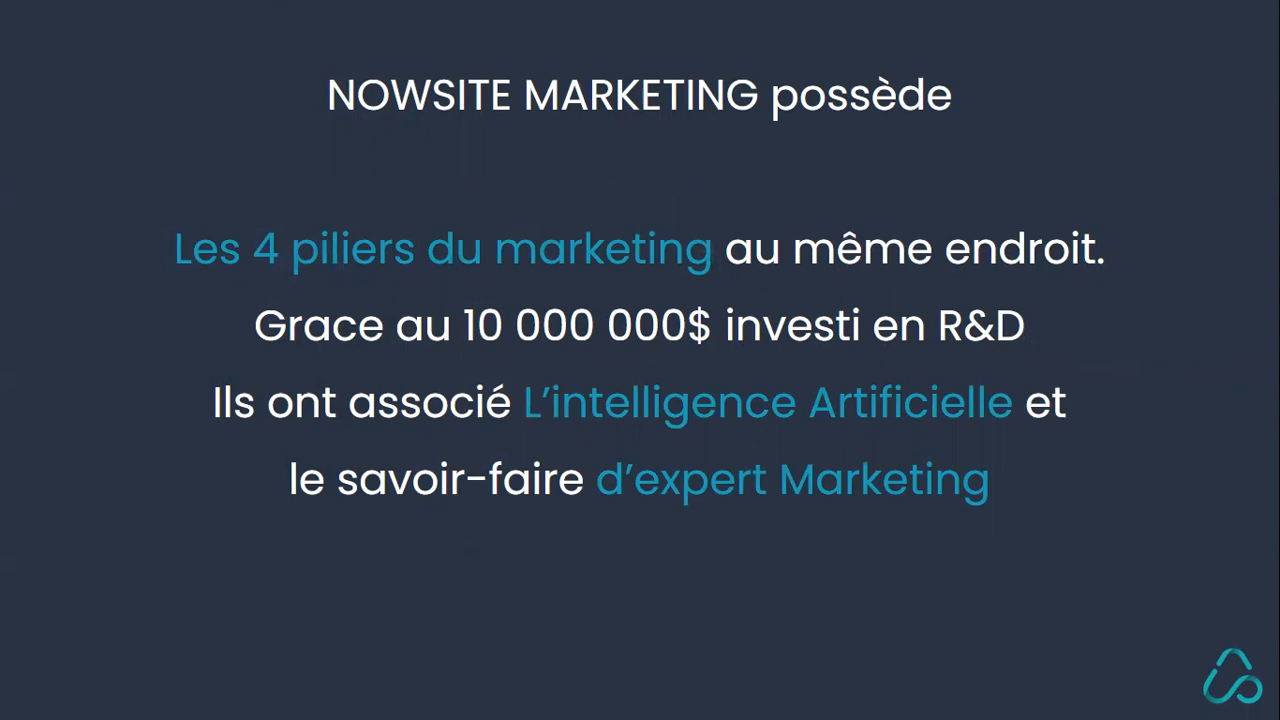 NOWSITE MARKETING possède
Les 4 piliers du marketing au même endroit.
Grace au 10 000 000$ investi en R&D
Ils ont associé L’intelligence Artificielle et
le savoir-faire d’expert Marketing